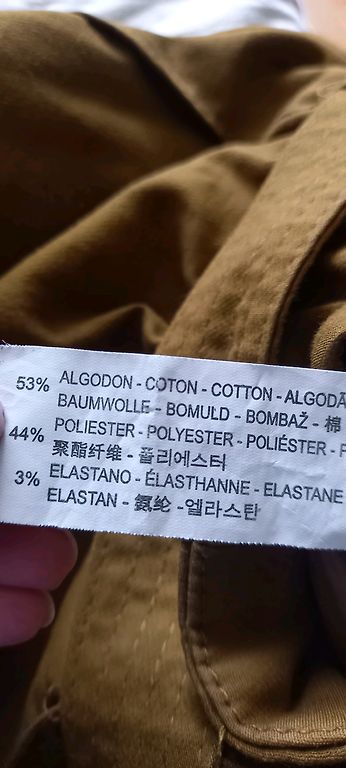 53% ALGODON - COTON - COTTON - ALGODÃ
BAUMWOLLE - BOMULD - BOMBAŽ - 棉
44% POLIESTER - POLYESTER - POLIÉSTER - P
聚酯纤维 - 폴리에스터
3% ELASTANO - ÉLASTHANNE - ELASTANE
ELASTAN - 氨纶 - 엘라스탄